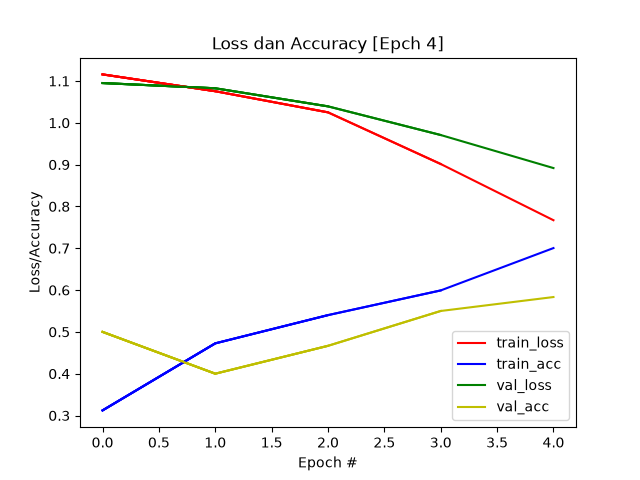 Loss dan Accuracy [Epch 4]
Loss/Accuracy
1.1
1.0
0.9
0.8
0.7
0.6
0.5
0.4
0.3
train_loss
train_acc
val_loss
val_acc
0.0 0.5 1.0 1.5 2.0 2.5 3.0 3.5 4.0
Epoch #